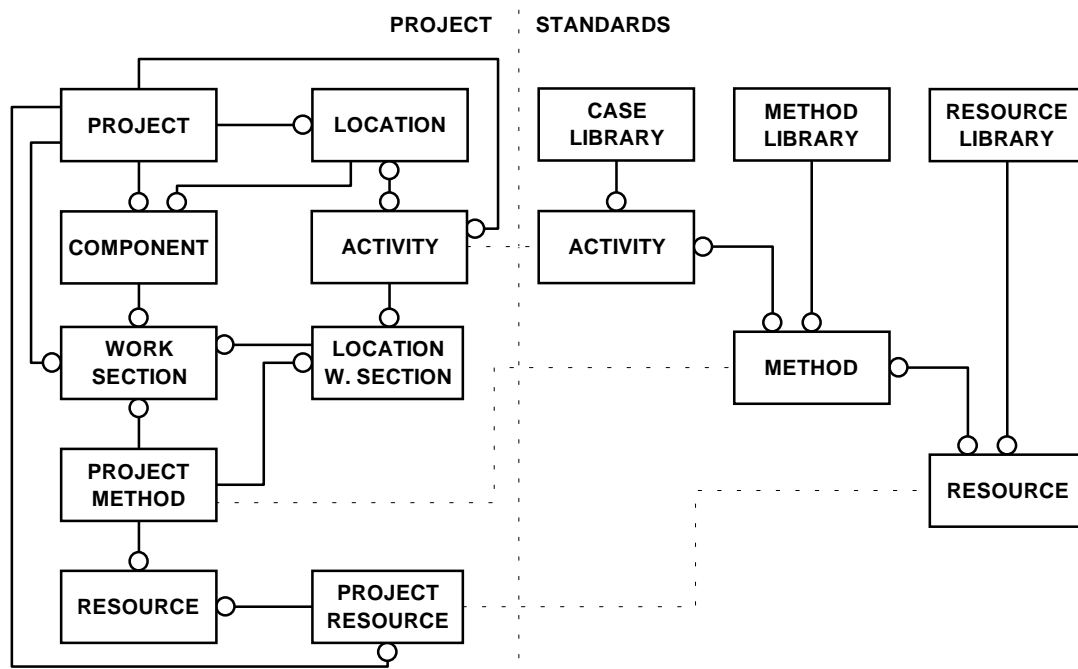 PROJECT
STANDARDS
PROJECT
LOCATION
CASE
LIBRARY
METHOD
LIBRARY
RESOURCE
LIBRARY
COMPONENT
ACTIVITY
ACTIVITY
WORK
SECTION
LOCATION
W. SECTION
METHOD
PROJECT
METHOD
RESOURCE
RESOURCE
PROJECT
RESOURCE